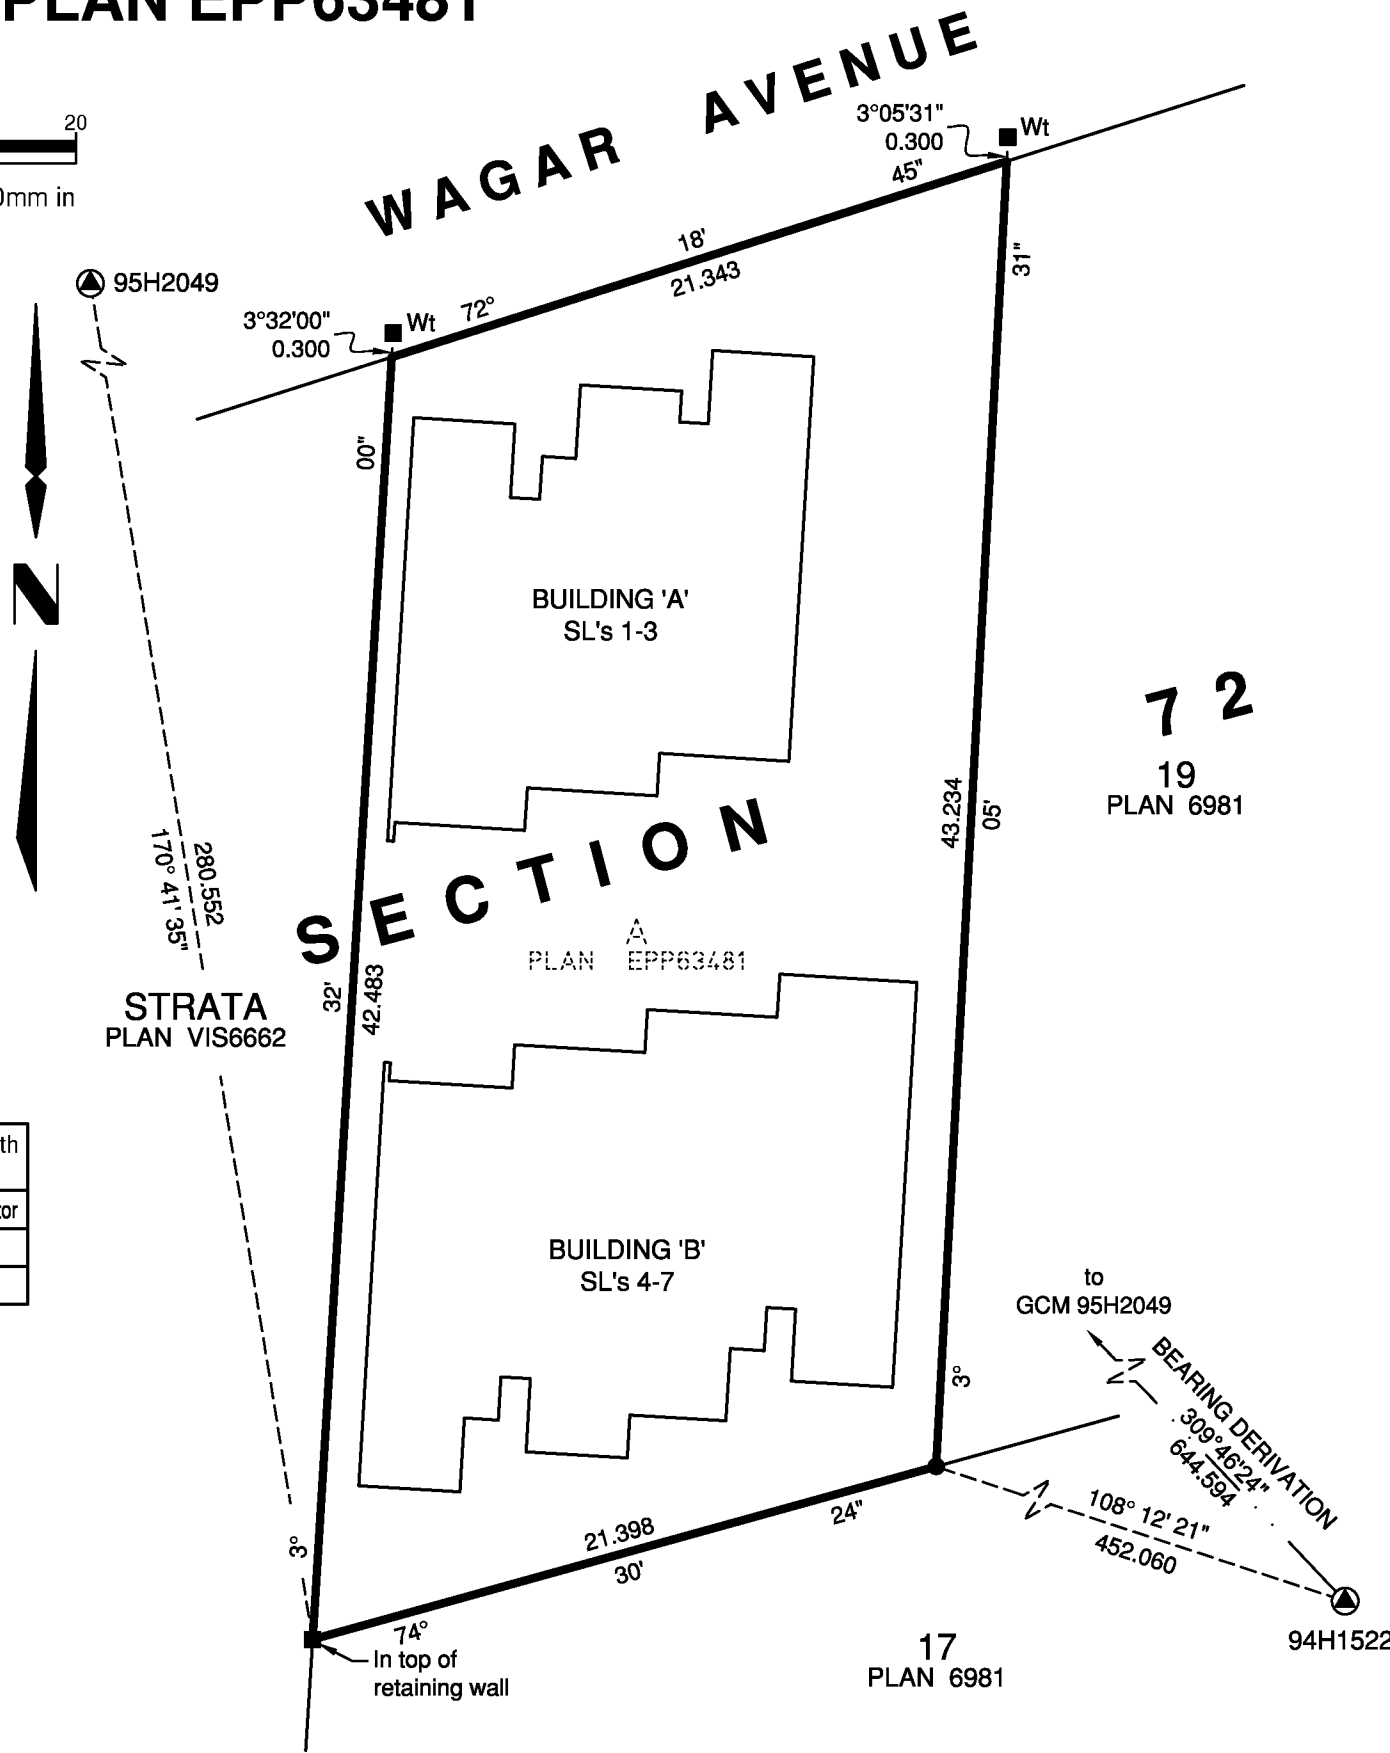 PLAN EPP63481
WAGAR AVENUE
20
0mm in
3°05'31"
0.300
Wt
45"
18'
21.343
72°
31"
95H2049
3°32'00"
0.300
Wt
00"
N
BUILDING 'A'
SL's 1-3
72
19
PLAN 6981
43.234
05'
280.552
170° 41' 35"
SECTION
A
PLAN EPP63481
STRATA
PLAN VIS6662
32'
42.483
th
tor
BUILDING 'B'
SL's 4-7
to
GCM 95H2049
BEARING DERIVATION
309°46'24"
644.594
3°
108° 12' 21"
452.060
94H1522
21.398
24"
30'
3°
74°
In top of
retaining wall
17
PLAN 6981